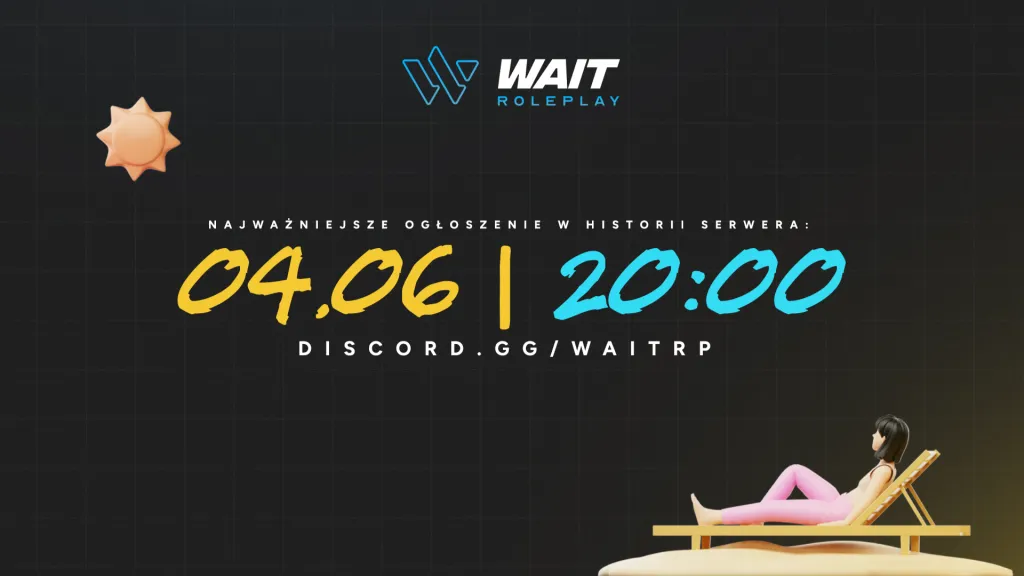 WAIT
ROLEPLAY
NAJWAŻNIEJSZE OGŁOSZENIE W HISTORII SERWERA:
04.06 | 20:00
DISCORD.GG/WAITRP